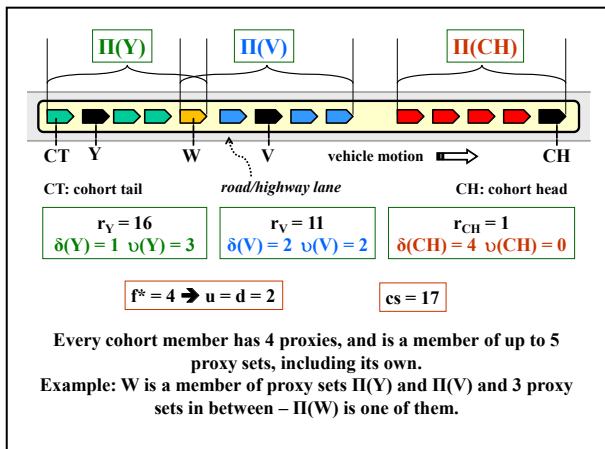 Π(Y) Π(V) Π(CH)
CT Y W V vehicle motion CH
CT: cohort tail road/highway lane CH: cohort head
r_Y = 16 r_V = 11 r_CH = 1
δ(Y) = 1 υ(Y) = 3 δ(V) = 2 υ(V) = 2 δ(CH) = 4 υ(CH) = 0
f* = 4 ➔ u = d = 2 cs = 17
Every cohort member has 4 proxies, and is a member of up to 5
proxy sets, including its own.
Example: W is a member of proxy sets Π(Y) and Π(V) and 3 proxy
sets in between – Π(W) is one of them.